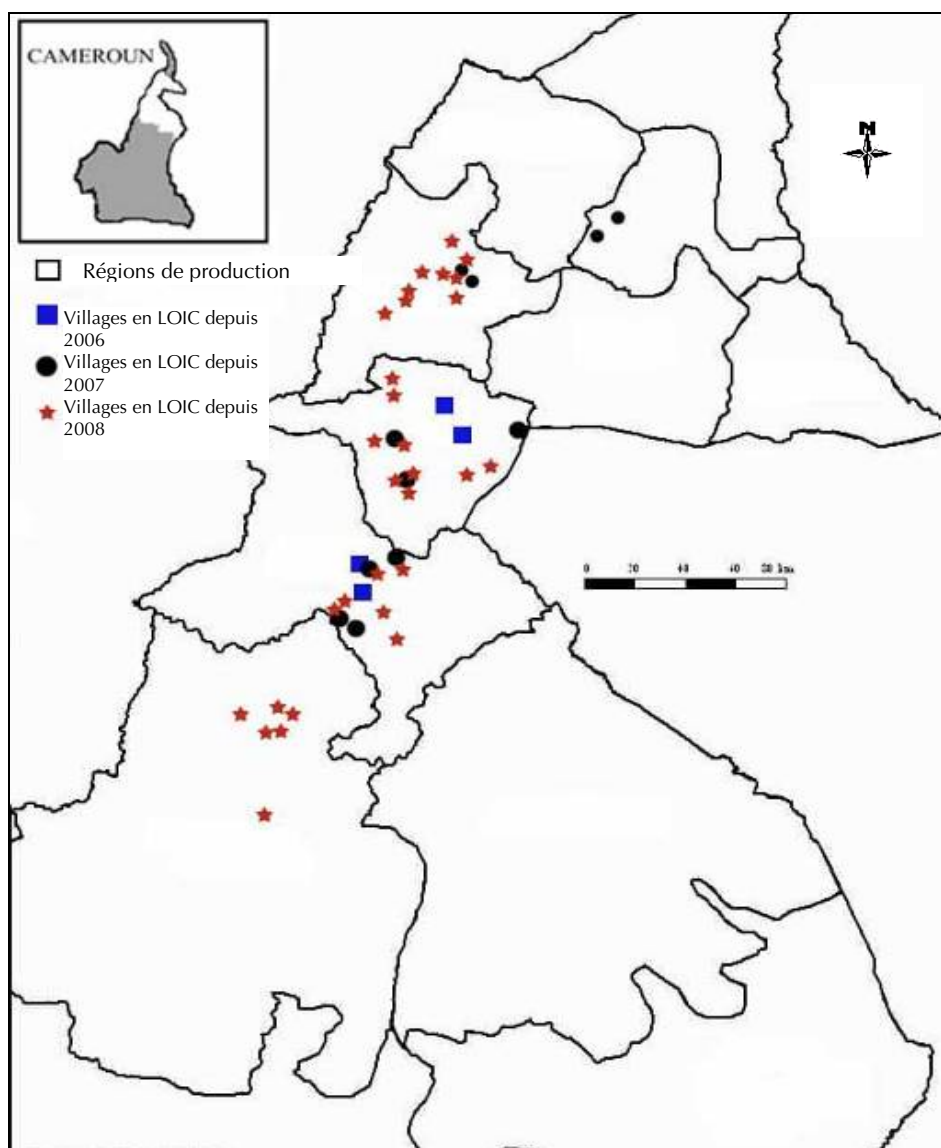 CAMEROUN
N
Régions de production
Villages en LOIC depuis
2006
Villages en LOIC depuis
2007
Villages en LOIC depuis
2008
0 20 40 60 80 km